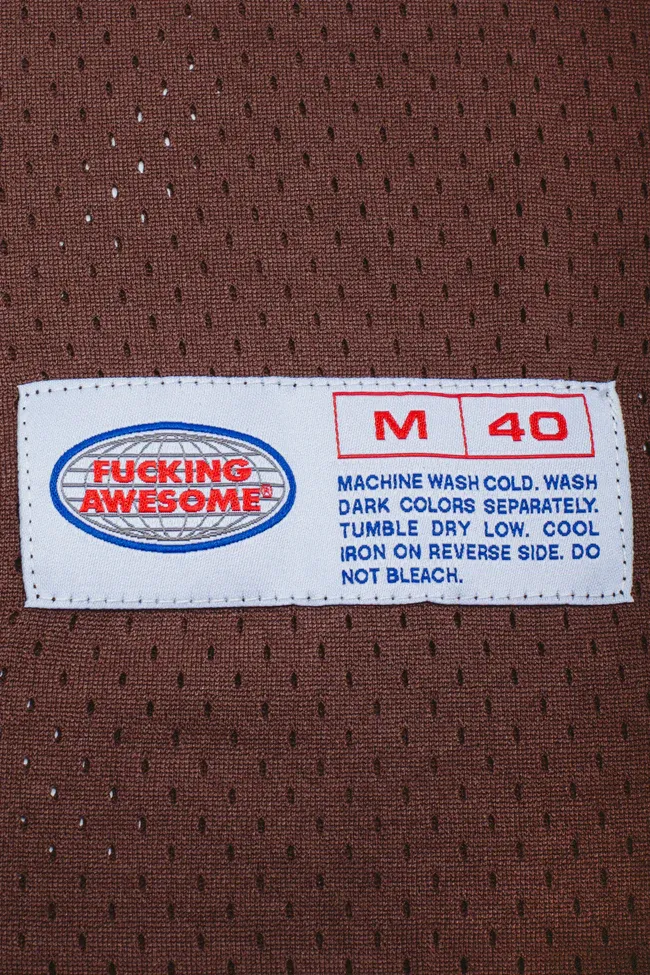 FUCKING
AWESOME®
M 40
MACHINE WASH COLD. WASH
DARK COLORS SEPARATELY.
TUMBLE DRY LOW. COOL
IRON ON REVERSE SIDE. DO
NOT BLEACH.